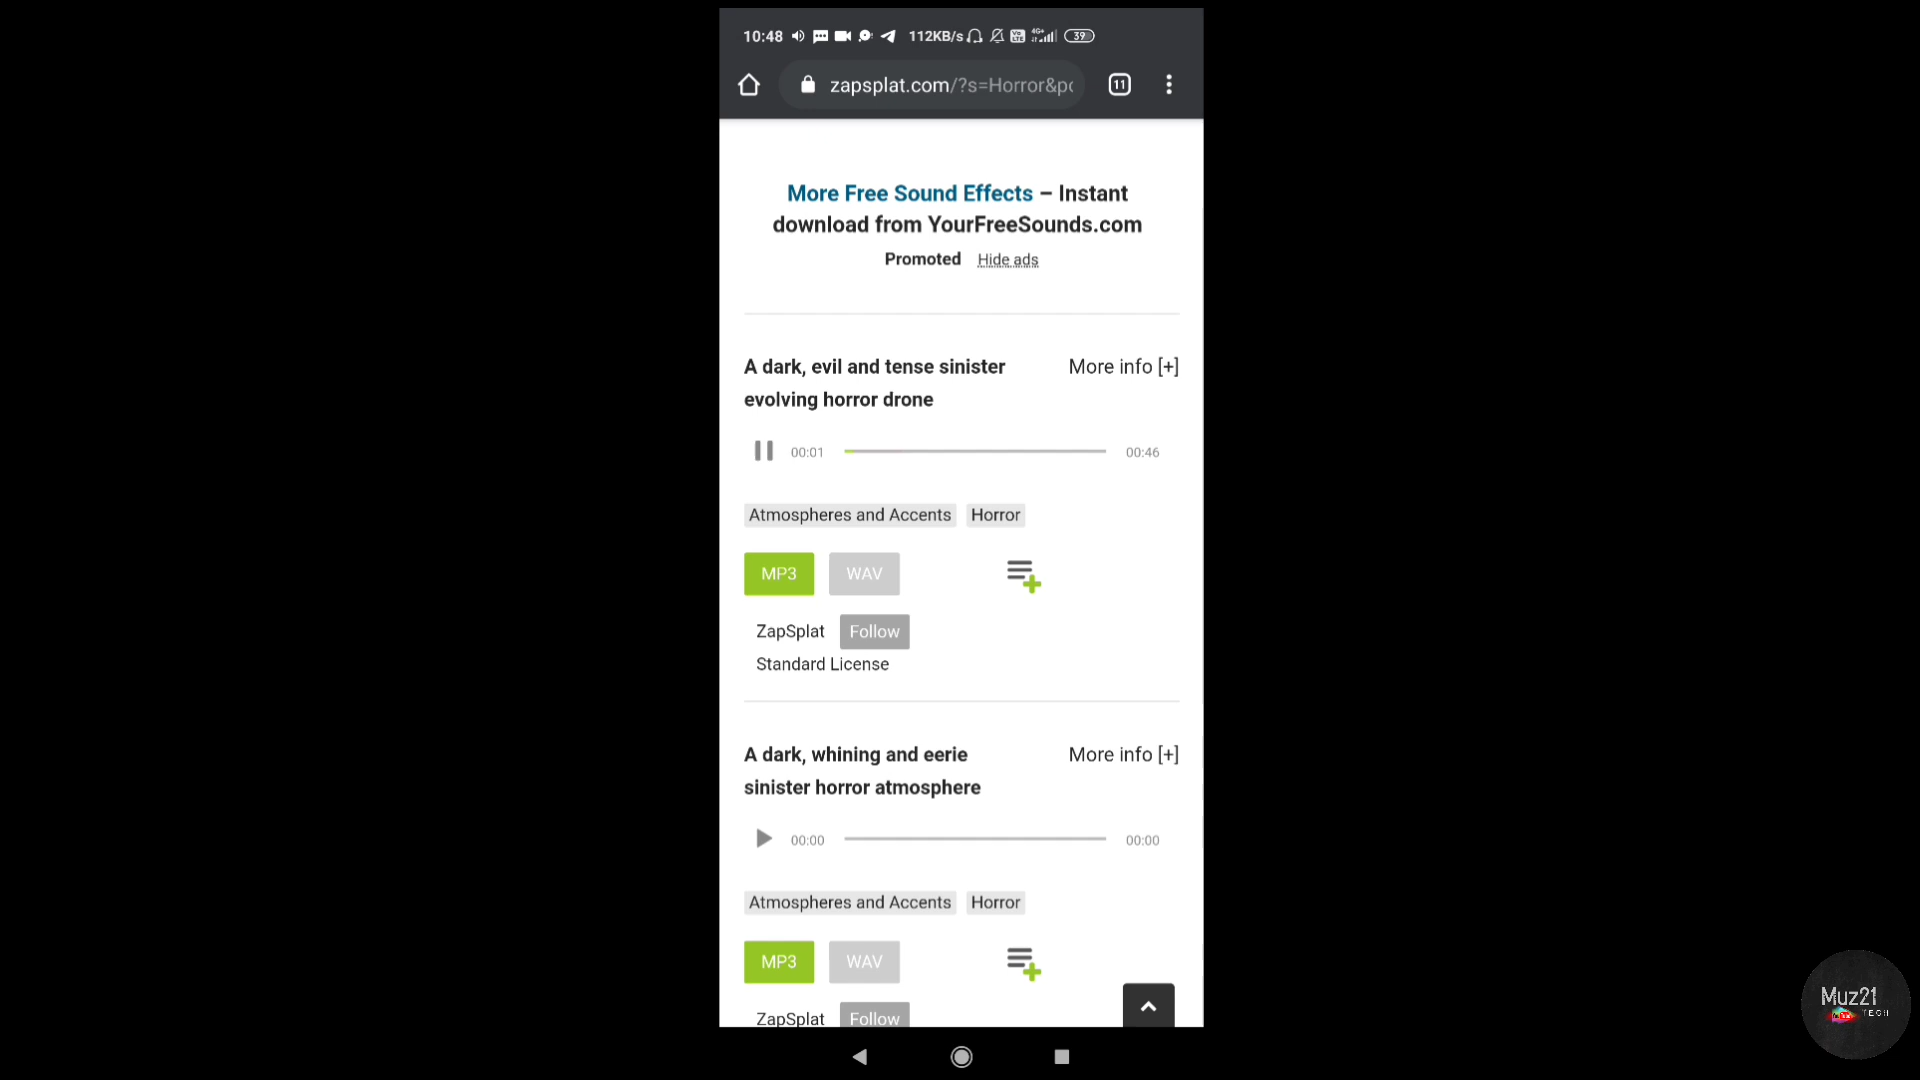 10:48 112KB/s 4G+ 39
zapsplat.com/?s=Horror&pc
11
More Free Sound Effects – Instant
download from YourFreeSounds.com
Promoted Hide ads
A dark, evil and tense sinister
evolving horror drone
More info [+]
00:01 00:46
Atmospheres and Accents Horror
MP3 WAV
ZapSplat Follow
Standard License
A dark, whining and eerie
sinister horror atmosphere
More info [+]
00:00 00:00
Atmospheres and Accents Horror
MP3 WAV
ZapSplat Follow
Muz21
TECH